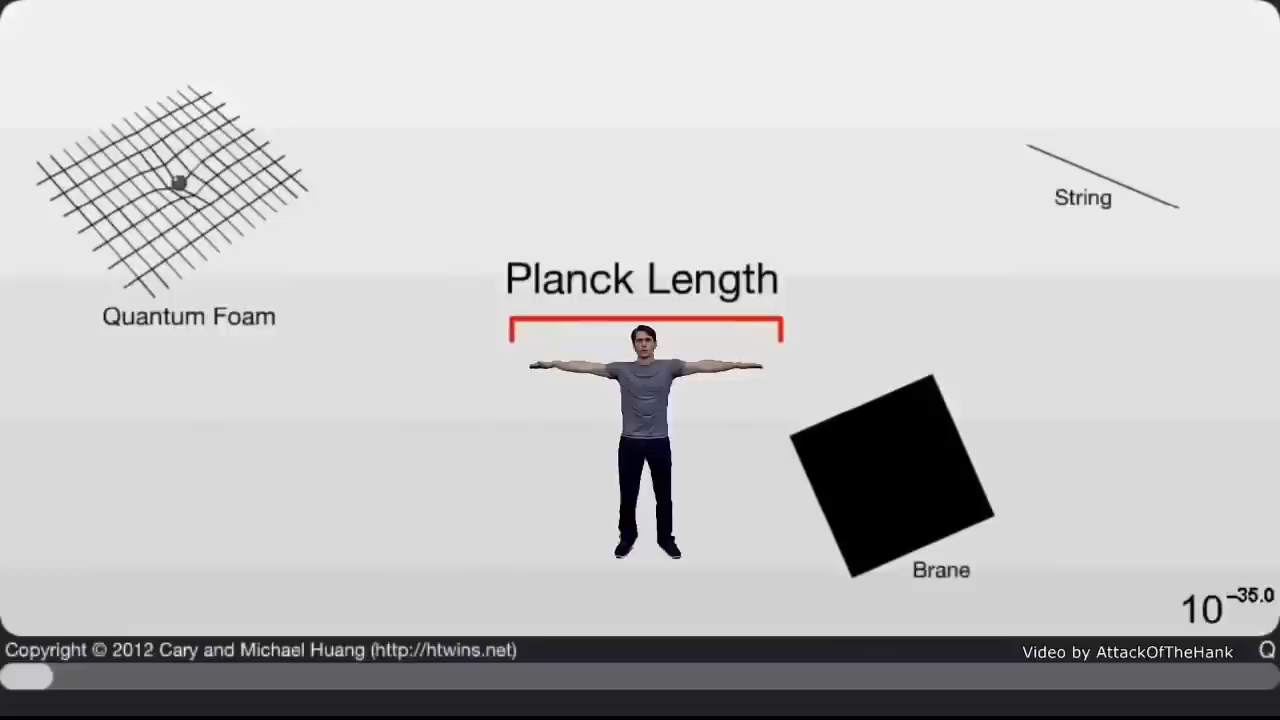 String
Planck Length
Quantum Foam
Brane
10^–35.0
Copyright © 2012 Cary and Michael Huang (http://htwins.net)
Video by AttackOfTheHank
Q